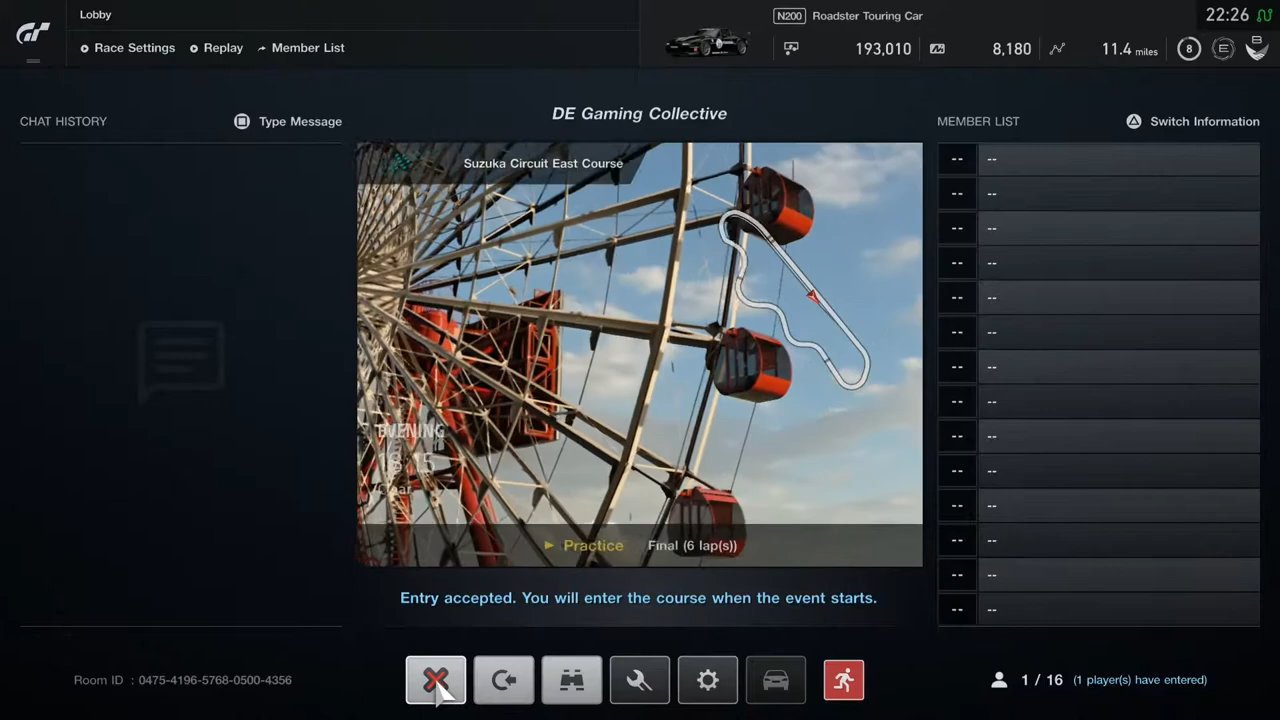 Lobby
Race Settings
Replay
Member List
N200
Roadster Touring Car
193,010
8,180
11.4 miles
8
E
B
22:26
CHAT HISTORY
Type Message
DE Gaming Collective
MEMBER LIST
Switch Information
Suzuka Circuit East Course
-- --
-- --
-- --
-- --
-- --
-- --
-- --
-- --
-- --
-- --
-- --
-- --
-- --
-- --
EVENING
Clear
Practice
Final (6 lap(s))
Entry accepted. You will enter the course when the event starts.
Room ID : 0475-4196-5768-0500-4356
1 / 16
(1 player(s) have entered)